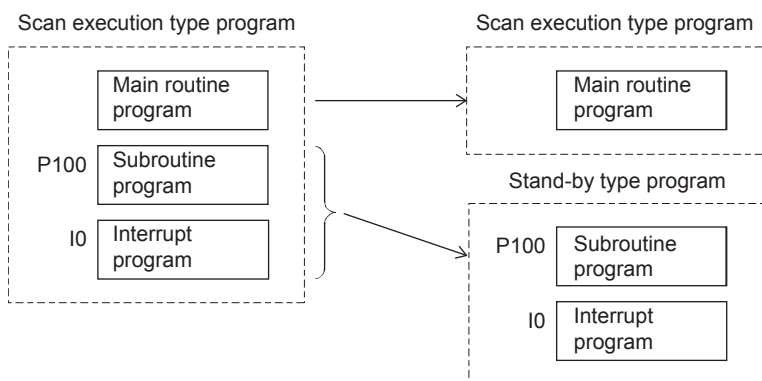 Scan execution type program
Main routine
program
P100
Subroutine
program
I0
Interrupt
program
Scan execution type program
Main routine
program
Stand-by type program
P100
Subroutine
program
I0
Interrupt
program